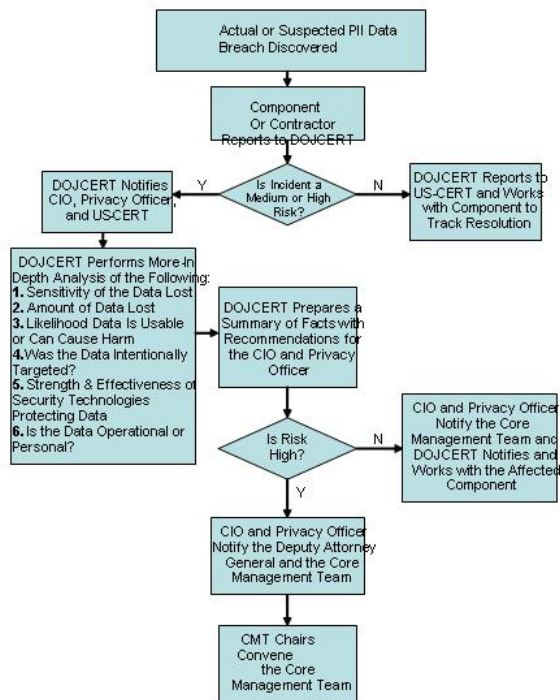 Actual or Suspected PII Data
Breach Discovered
Component
Or Contractor
Reports to DOJCERT
Is Incident a
Medium or High
Risk?
Y
N
DOJCERT Notifies
CIO, Privacy Officer,
and US-CERT
DOJCERT Reports to
US-CERT and Works
with Component to
Track Resolution
DOJCERT Performs More-In
Depth Analysis of the Following:
1. Sensitivity of the Data Lost
2. Amount of Data Lost
3. Likelihood Data Is Usable
or Can Cause Harm
4. Was the Data Intentionally
Targeted?
5. Strength & Effectiveness of
Security Technologies
Protecting Data
6. Is the Data Operational or
Personal?
DOJCERT Prepares a
Summary of Facts with
Recommendations for
the CIO and Privacy
Officer
Is Risk
High?
N
Y
CIO and Privacy Officer
Notify the Core
Management Team and
DOJCERT Notifies and
Works with the Affected
Component
CIO and Privacy Officer
Notify the Deputy Attorney
General and the Core
Management Team
CMT Chairs
Convene
the Core
Management Team